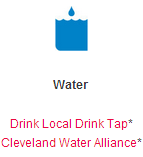 Water
Drink Local Drink Tap*
Cleveland Water Alliance*